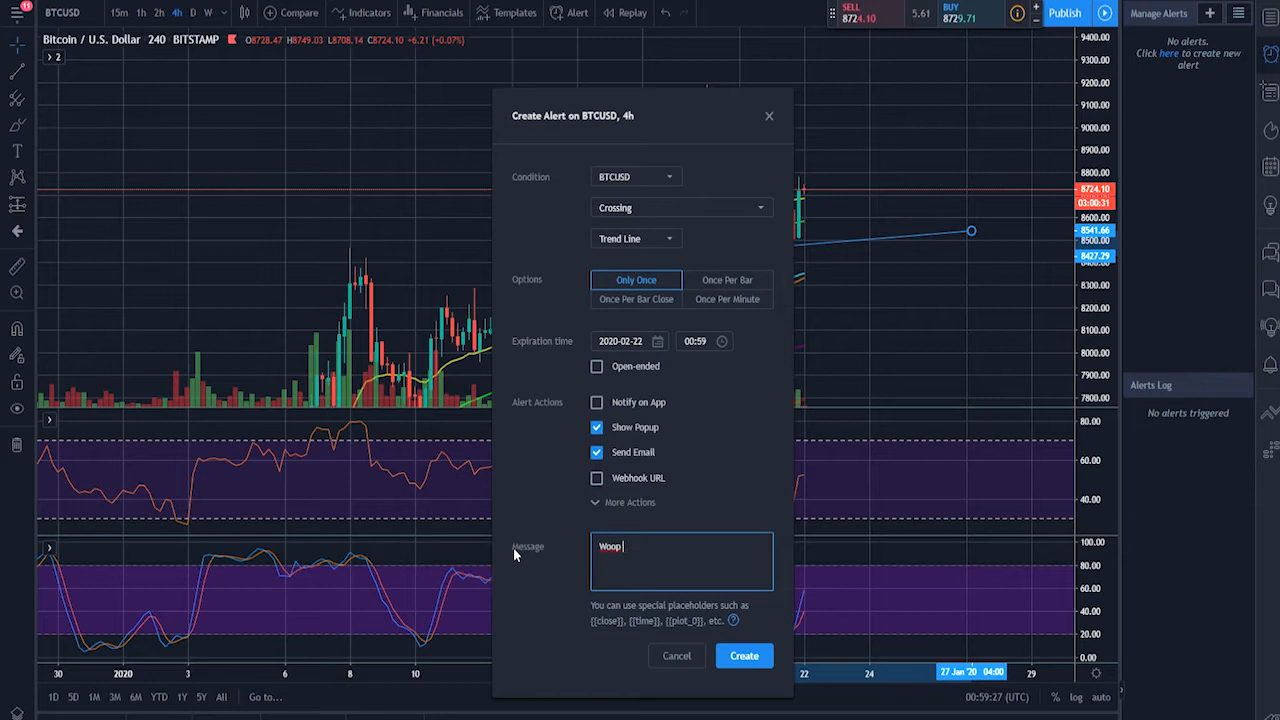 11
BTCUSD 15m 1h 2h 4h D W Compare Indicators Financials Templates Alert Replay
SELL
8724.10
5.61
BUY
8729.71
Publish
Manage Alerts
Bitcoin / U.S. Dollar 240 BITSTAMP O8728.47 H8749.03 L8708.14 C8724.10 +6.21 (+0.07%)
2
No alerts.
Click here to create new
alert
9400.00
9300.00
9200.00
9100.00
9000.00
8900.00
8800.00
8724.10
03:00:31
8600.00
8541.66
8500.00
8427.29
8300.00
8200.00
8100.00
8000.00
7900.00
7800.00
Create Alert on BTCUSD, 4h
Condition
BTCUSD
Crossing
Trend Line
Options
Only Once
Once Per Bar
Once Per Bar Close
Once Per Minute
Expiration time
2020-02-22
00:59
Open-ended
Alert Actions
Notify on App
Show Popup
Send Email
Webhook URL
More Actions
Message
Woop
You can use special placeholders such as
{{close}}, {{time}}, {{plot_0}}, etc.
Cancel
Create
Alerts Log
No alerts triggered
80.00
60.00
40.00
100.00
80.00
60.00
40.00
20.00
0.00
30 2020 3 6 8 10 22 24 27 Jan '20 04:00 29
1D 5D 1M 3M 6M YTD 1Y 5Y All Go to... 00:59:27 (UTC) % log auto